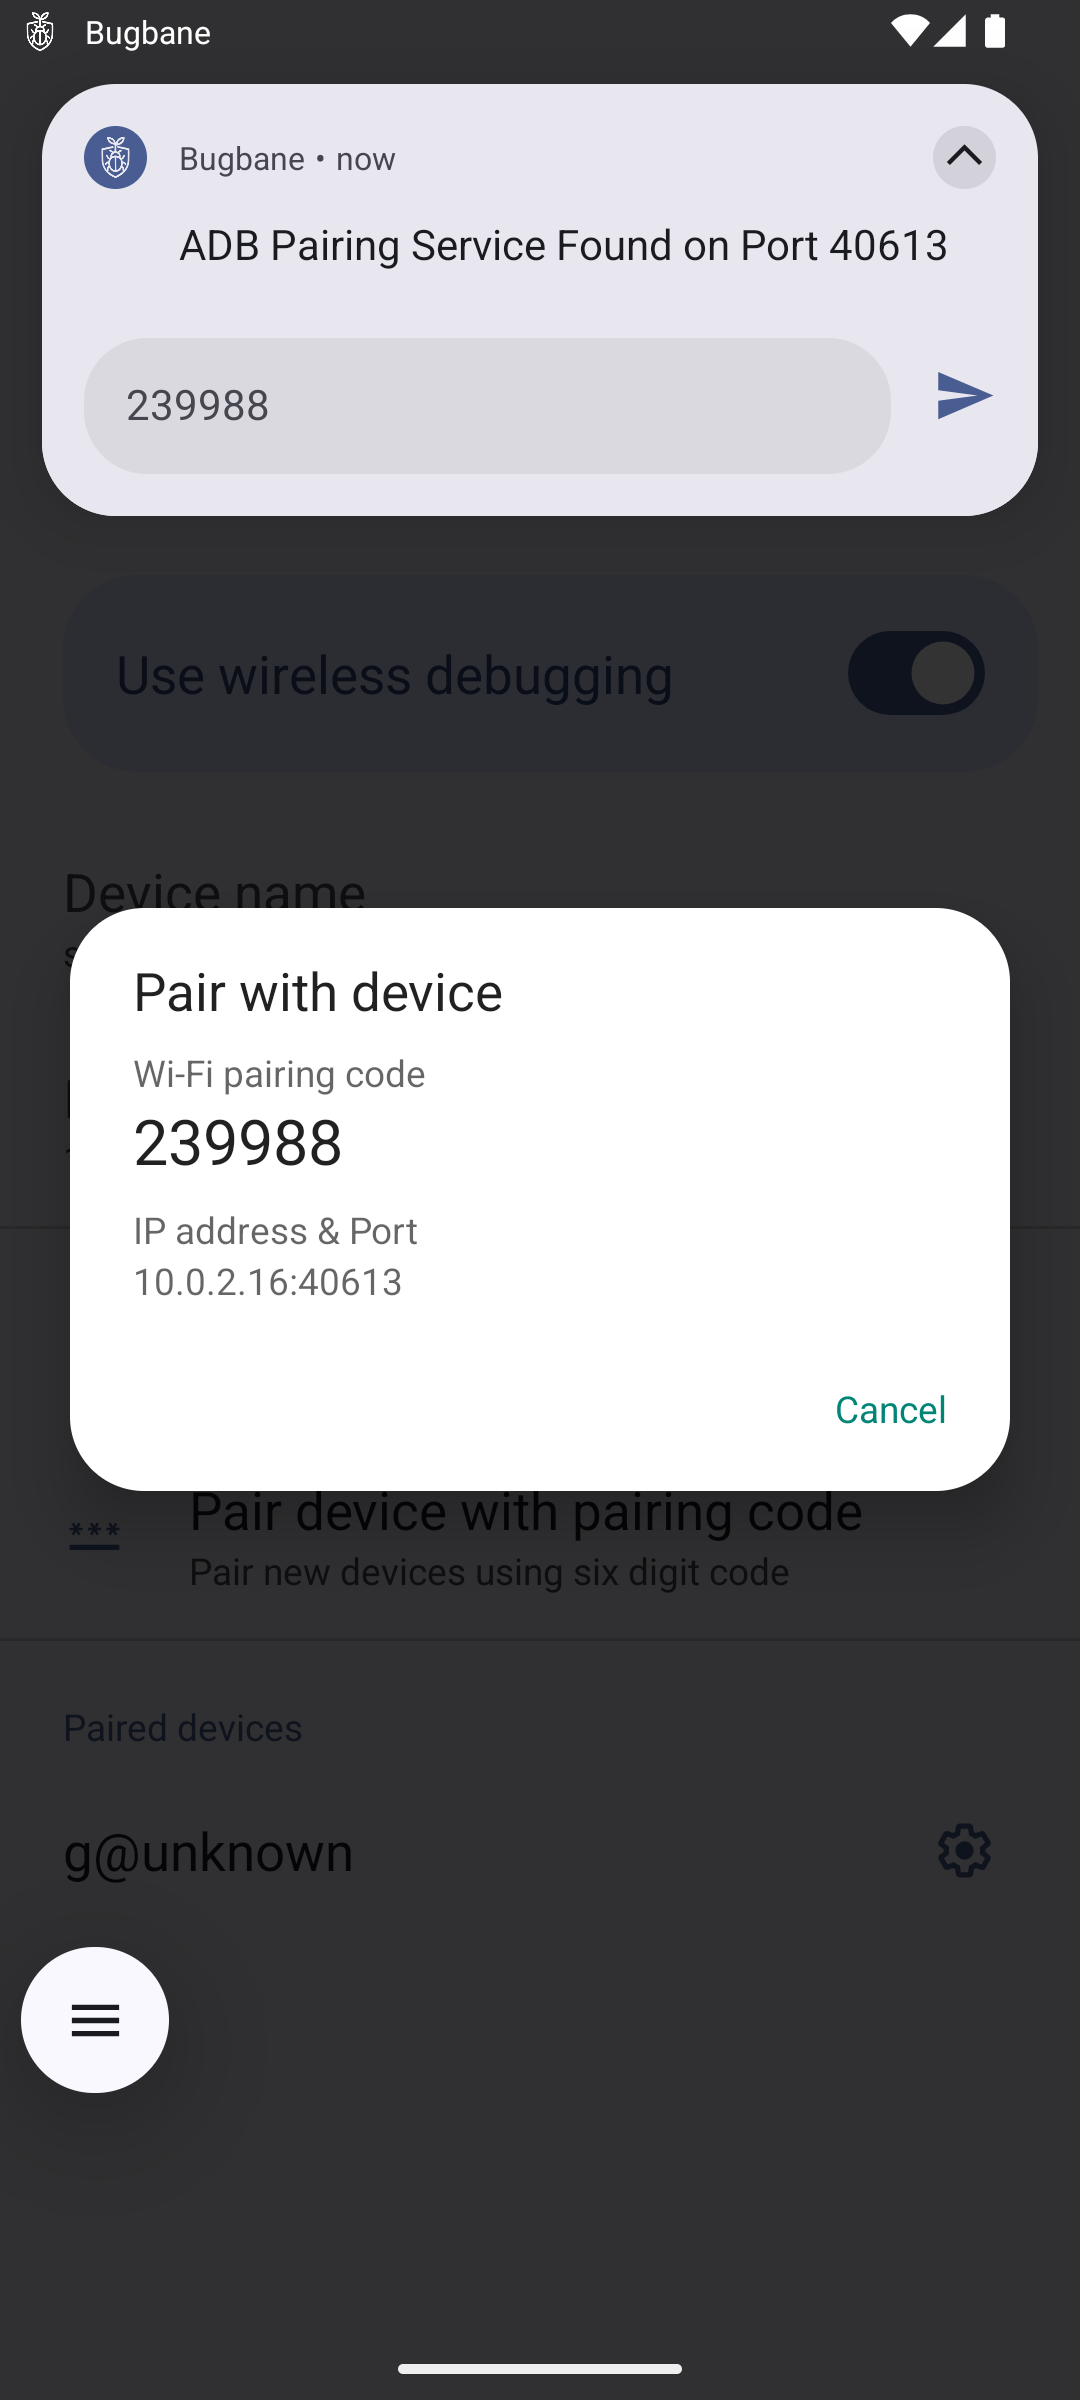 Bugbane
Bugbane • now
ADB Pairing Service Found on Port 40613
239988
Use wireless debugging
Device name
Pair with device
Wi-Fi pairing code
239988
IP address & Port
10.0.2.16:40613
Cancel
Pair device with pairing code
Pair new devices using six digit code
Paired devices
g@unknown